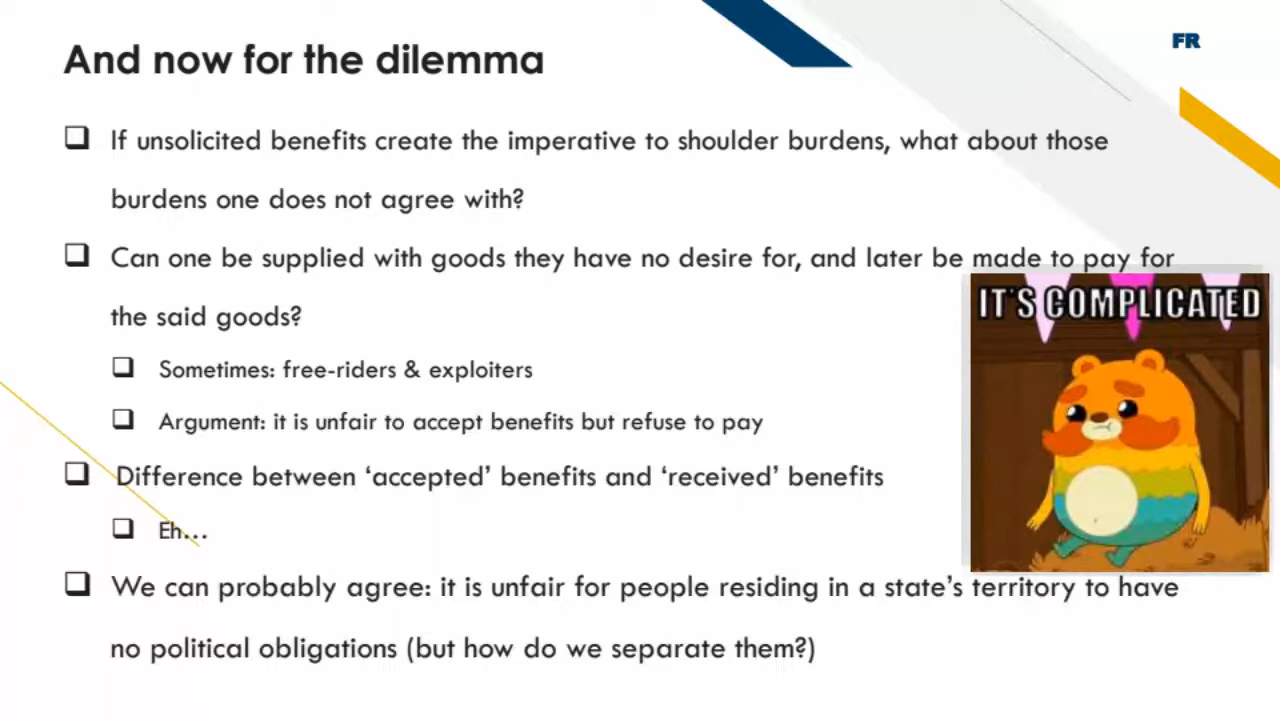 And now for the dilemma
FR
If unsolicited benefits create the imperative to shoulder burdens, what about those
burdens one does not agree with?
Can one be supplied with goods they have no desire for, and later be made to pay for
the said goods?
IT'S COMPLICATED
Sometimes: free-riders & exploiters
Argument: it is unfair to accept benefits but refuse to pay
Difference between ‘accepted’ benefits and ‘received’ benefits
Eh…
We can probably agree: it is unfair for people residing in a state’s territory to have
no political obligations (but how do we separate them?)